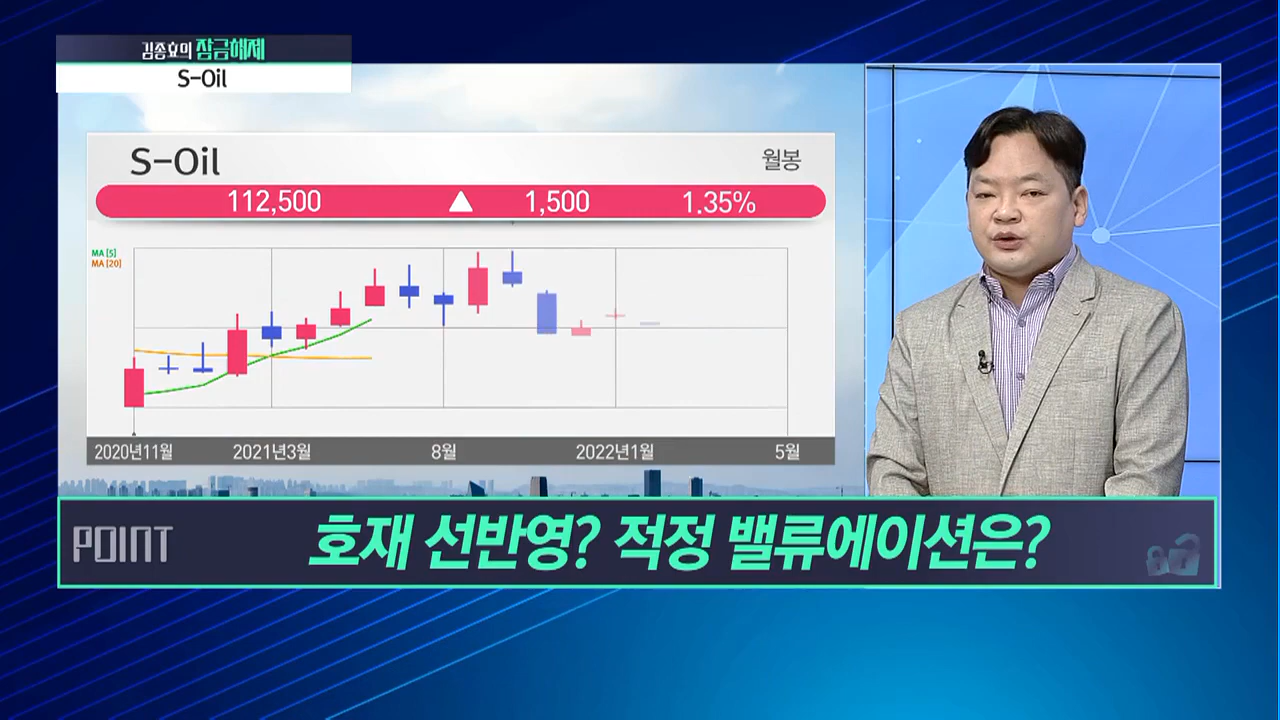 김종효의 잠금해제
S-Oil
S-Oil
월봉
112,500 ▲ 1,500 1.35%
MA [5]
MA [20]
2020년11월 2021년3월 8월 2022년1월 5월
POINT
호재 선반영? 적정 밸류에이션은?